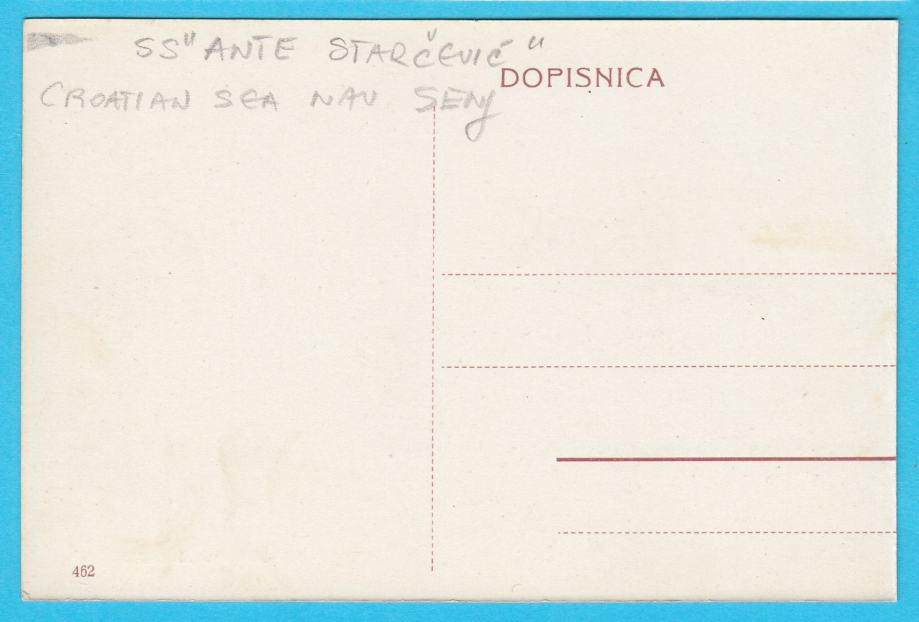 SS "ANTE STARČEVIĆ"
CROATIAN SEA NAV SENJ
DOPISNICA
462